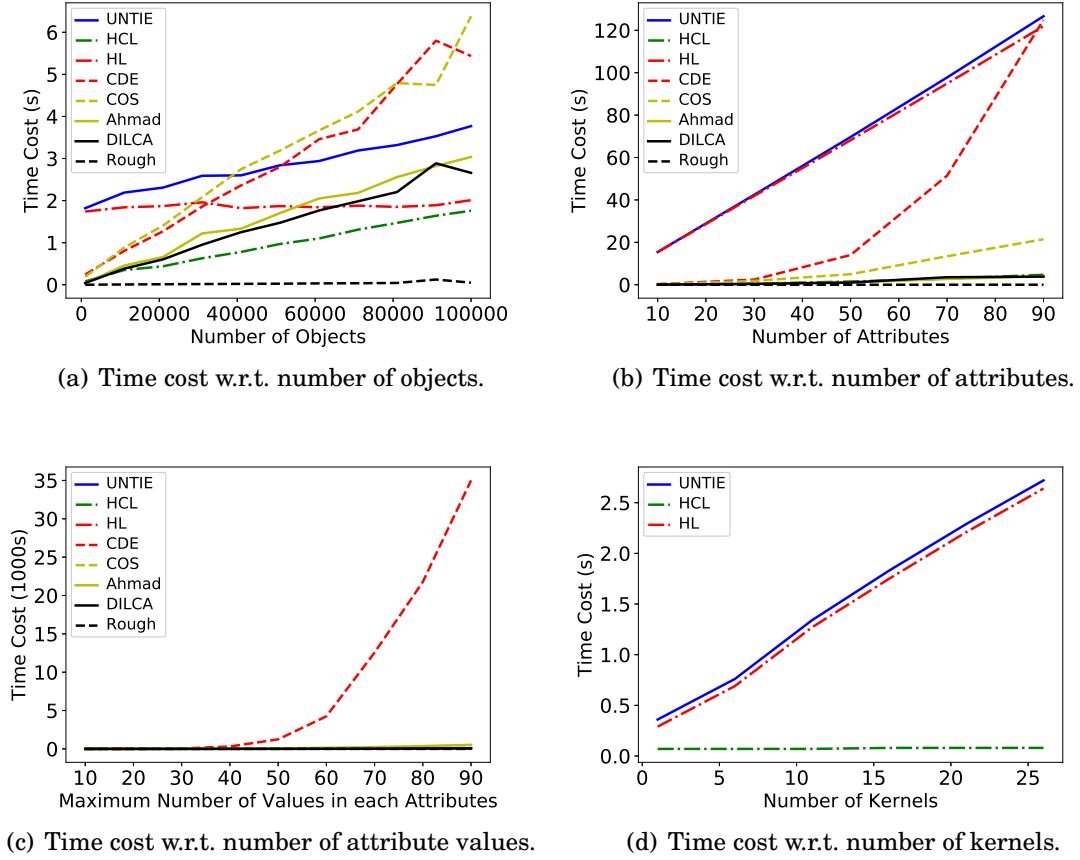 UNTIE
HCL
HL
CDE
COS
Ahmad
DILCA
Rough
6
5
4
3
2
1
0
Time Cost (s)
0 20000 40000 60000 80000 100000
Number of Objects
(a) Time cost w.r.t. number of objects.
UNTIE
HCL
HL
CDE
COS
Ahmad
DILCA
Rough
120
100
80
60
40
20
0
Time Cost (s)
10 20 30 40 50 60 70 80 90
Number of Attributes
(b) Time cost w.r.t. number of attributes.
UNTIE
HCL
HL
CDE
COS
Ahmad
DILCA
Rough
35
30
25
20
15
10
5
0
Time Cost (1000s)
10 20 30 40 50 60 70 80 90
Maximum Number of Values in each Attributes
(c) Time cost w.r.t. number of attribute values.
UNTIE
HCL
HL
2.5
2.0
1.5
1.0
0.5
0.0
Time Cost (s)
0 5 10 15 20 25
Number of Kernels
(d) Time cost w.r.t. number of kernels.